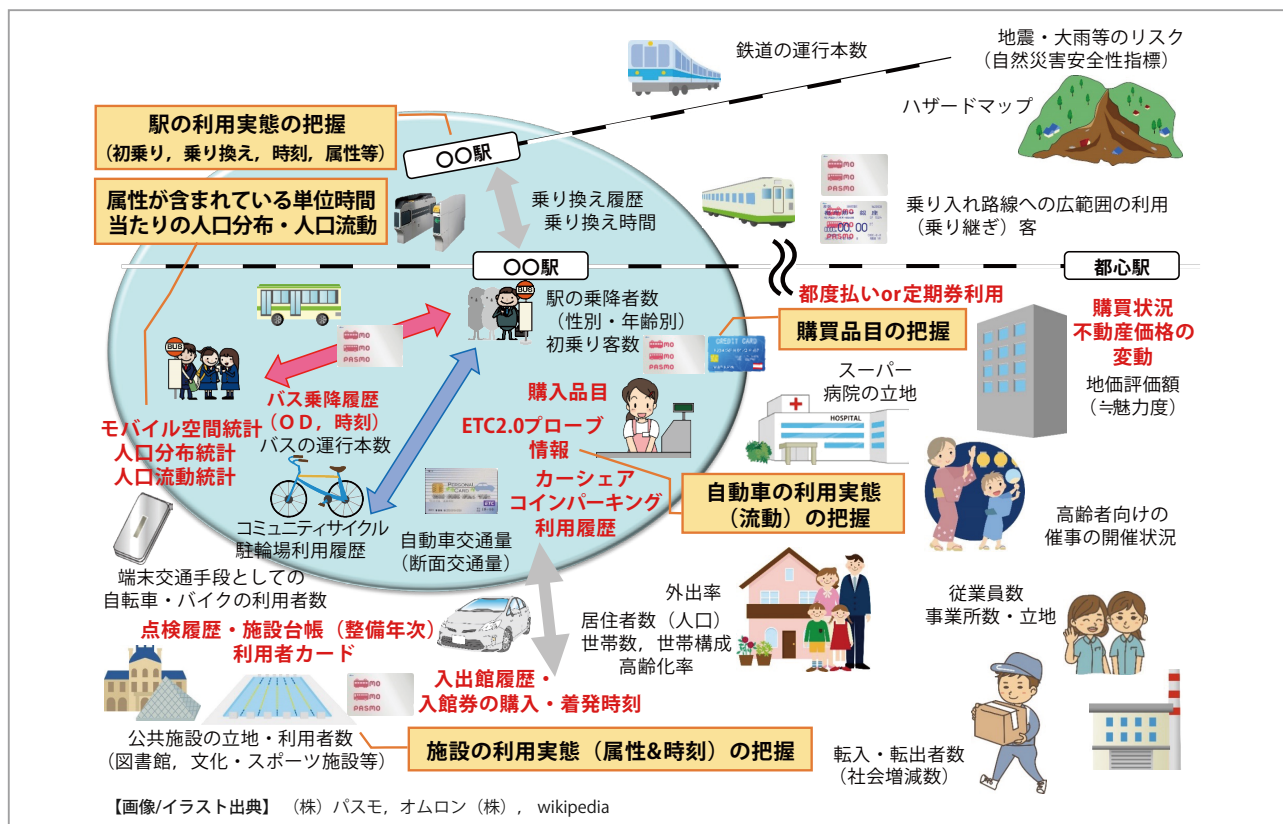 鉄道の運行本数
地震・大雨等のリスク
（自然災害安全性指標）
ハザードマップ
駅の利用実態の把握
（初乗り，乗り換え，時刻，属性等）
〇〇駅
属性が含まれている単位時間
当たりの人口分布・人口流動
乗り換え履歴
乗り換え時間
PASMO
乗り入れ路線への広範囲の利用
（乗り継ぎ）客
〇〇駅
都心駅
都度払いor定期券利用
購買品目の把握
購買状況
不動産価格の
変動
地価評価額
（≒魅力度）
BUS
駅の乗降者数
（性別・年齢別）
初乗り客数
PASMO
PASMO
CREDIT CARD
BUS
バス乗降履歴
（ＯＤ，時刻）
バスの運行本数
モバイル空間統計
人口分布統計
人口流動統計
購入品目
ETC2.0プローブ
情報
スーパー
病院の立地
HOSPITAL
カーシェア
コインパーキング
利用履歴
自動車の利用実態
（流動）の把握
PERSONAL CARD
ETC
コミュニティサイクル
駐輪場利用履歴
自動車交通量
（断面交通量）
高齢者向けの
催事の開催状況
端末交通手段としての
自転車・バイクの利用者数
外出率
居住者数（人口）
世帯数，世帯構成
高齢化率
従業員数
事業所数・立地
点検履歴・施設台帳（整備年次）
利用者カード
PASMO
入出館履歴・
入館券の購入・着発時刻
公共施設の立地・利用者数
（図書館，文化・スポーツ施設等）
施設の利用実態（属性&時刻）の把握
転入・転出者数
（社会増減数）
【画像/イラスト出典】（株）パスモ，オムロン（株）， wikipedia